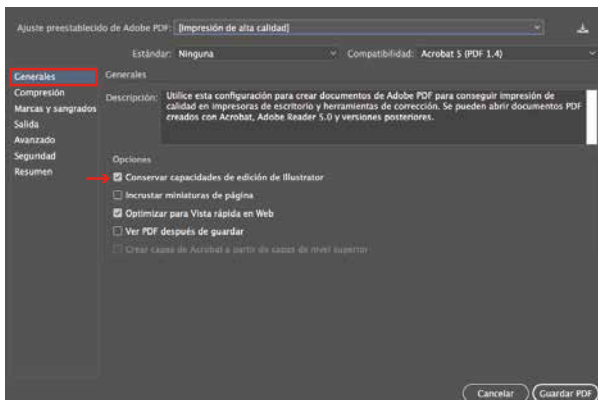 Ajuste preestablecido de Adobe PDF: [Impresión de alta calidad]
Estándar: Ninguna Compatibilidad: Acrobat 5 (PDF 1.4)
Generales
Compresión
Marcas y sangrados
Salida
Avanzado
Seguridad
Resumen
Generales
Descripción: Utilice esta configuración para crear documentos de Adobe PDF para conseguir impresión de
calidad en impresoras de escritorio y herramientas de corrección. Se pueden abrir documentos PDF
creados con Acrobat, Adobe Reader 5.0 y versiones posteriores.
Opciones
Conservar capacidades de edición de Illustrator
Incrustar miniaturas de página
Optimizar para Vista rápida en Web
Ver PDF después de guardar
Crear capas de Acrobat a partir de capas de nivel superior
Cancelar Guardar PDF